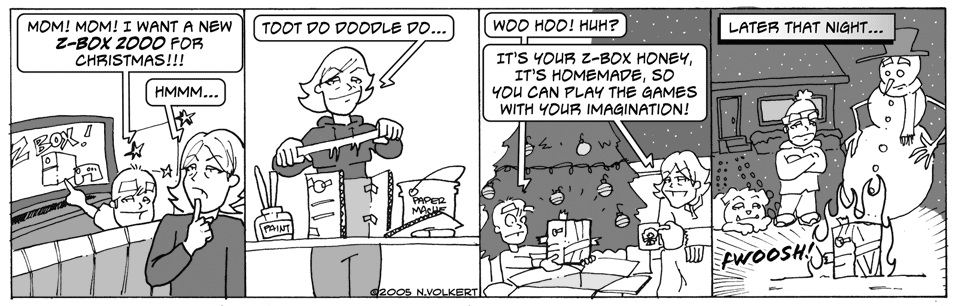 MOM! MOM! I WANT A NEW
Z-BOX 2000 FOR
CHRISTMAS!!!
HMMM...
Z BOX!
TOOT DO DOODLE DO...
PAINT
PAPER
MACHE
©2005 N.VOLKERT
WOO HOO! HUH?
IT'S YOUR Z-BOX HONEY,
IT'S HOMEMADE, SO
YOU CAN PLAY THE GAMES
WITH YOUR IMAGINATION!
LATER THAT NIGHT...
FWOOSH!